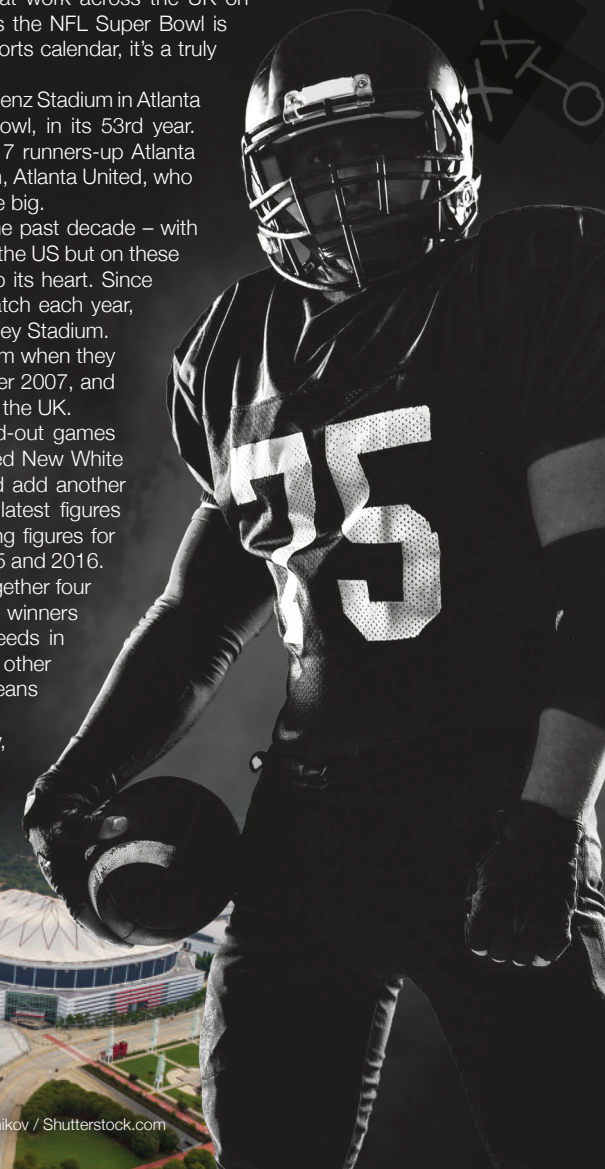 at work across the UK on
s the NFL Super Bowl is
orts calendar, it's a truly
enz Stadium in Atlanta
owl, in its 53rd year.
7 runners-up Atlanta
n, Atlanta United, who
e big.
he past decade – with
the US but on these
o its heart. Since
atch each year,
ley Stadium.
m when they
er 2007, and
the UK.
d-out games
ed New White
d add another
latest figures
ng figures for
5 and 2016.
gether four
winners
eeds in
other
eans
,
75
nikov / Shutterstock.com